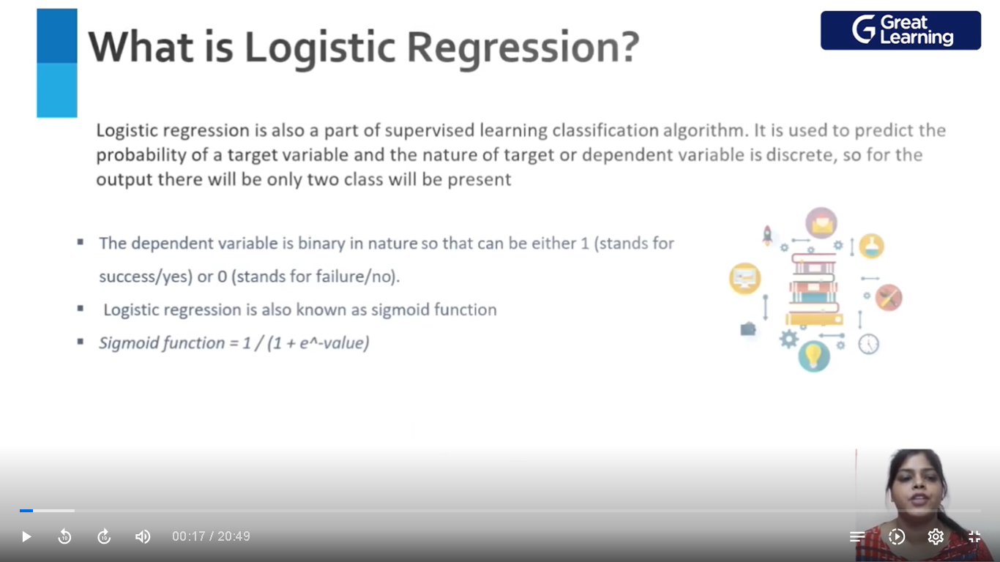 What is Logistic Regression?
Great
Learning
Logistic regression is also a part of supervised learning classification algorithm. It is used to predict the
probability of a target variable and the nature of target or dependent variable is discrete, so for the
output there will be only two class will be present
▪ The dependent variable is binary in nature so that can be either 1 (stands for
success/yes) or 0 (stands for failure/no).
▪ Logistic regression is also known as sigmoid function
▪ Sigmoid function = 1 / (1 + e^-value)
10
10
00:17 / 20:49